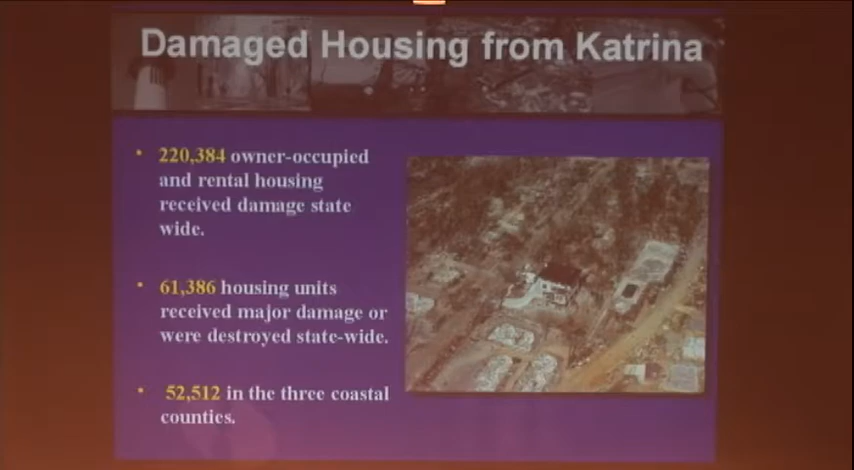 Damaged Housing from Katrina
• 220,384 owner-occupied
and rental housing
received damage state
wide.
• 61,386 housing units
received major damage or
were destroyed state-wide.
• 52,512 in the three coastal
counties.